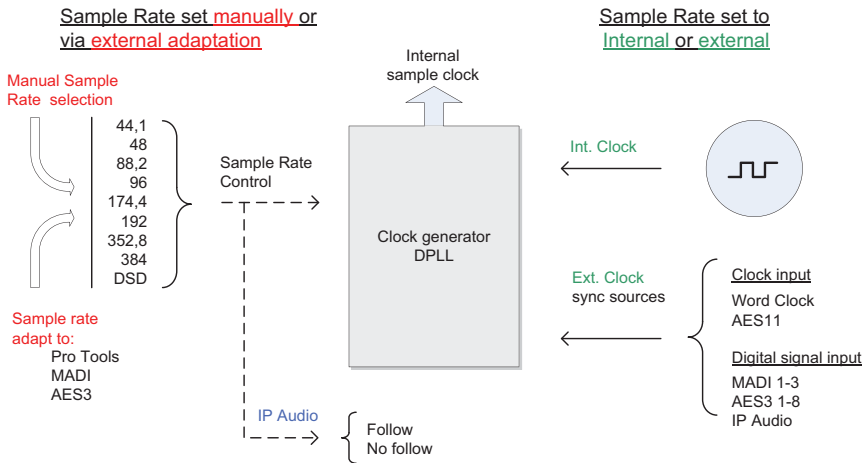 Sample Rate set manually or
via external adaptation
Sample Rate set to
Internal or external
Internal
sample clock
Manual Sample
Rate selection
44,1
48
88,2
96
174,4
192
352,8
384
DSD
Sample Rate
Control
Clock generator
DPLL
Int. Clock
Ext. Clock
sync sources
Clock input
Word Clock
AES11
Digital signal input
MADI 1-3
AES3 1-8
IP Audio
Sample rate
adapt to:
Pro Tools
MADI
AES3
IP Audio
Follow
No follow